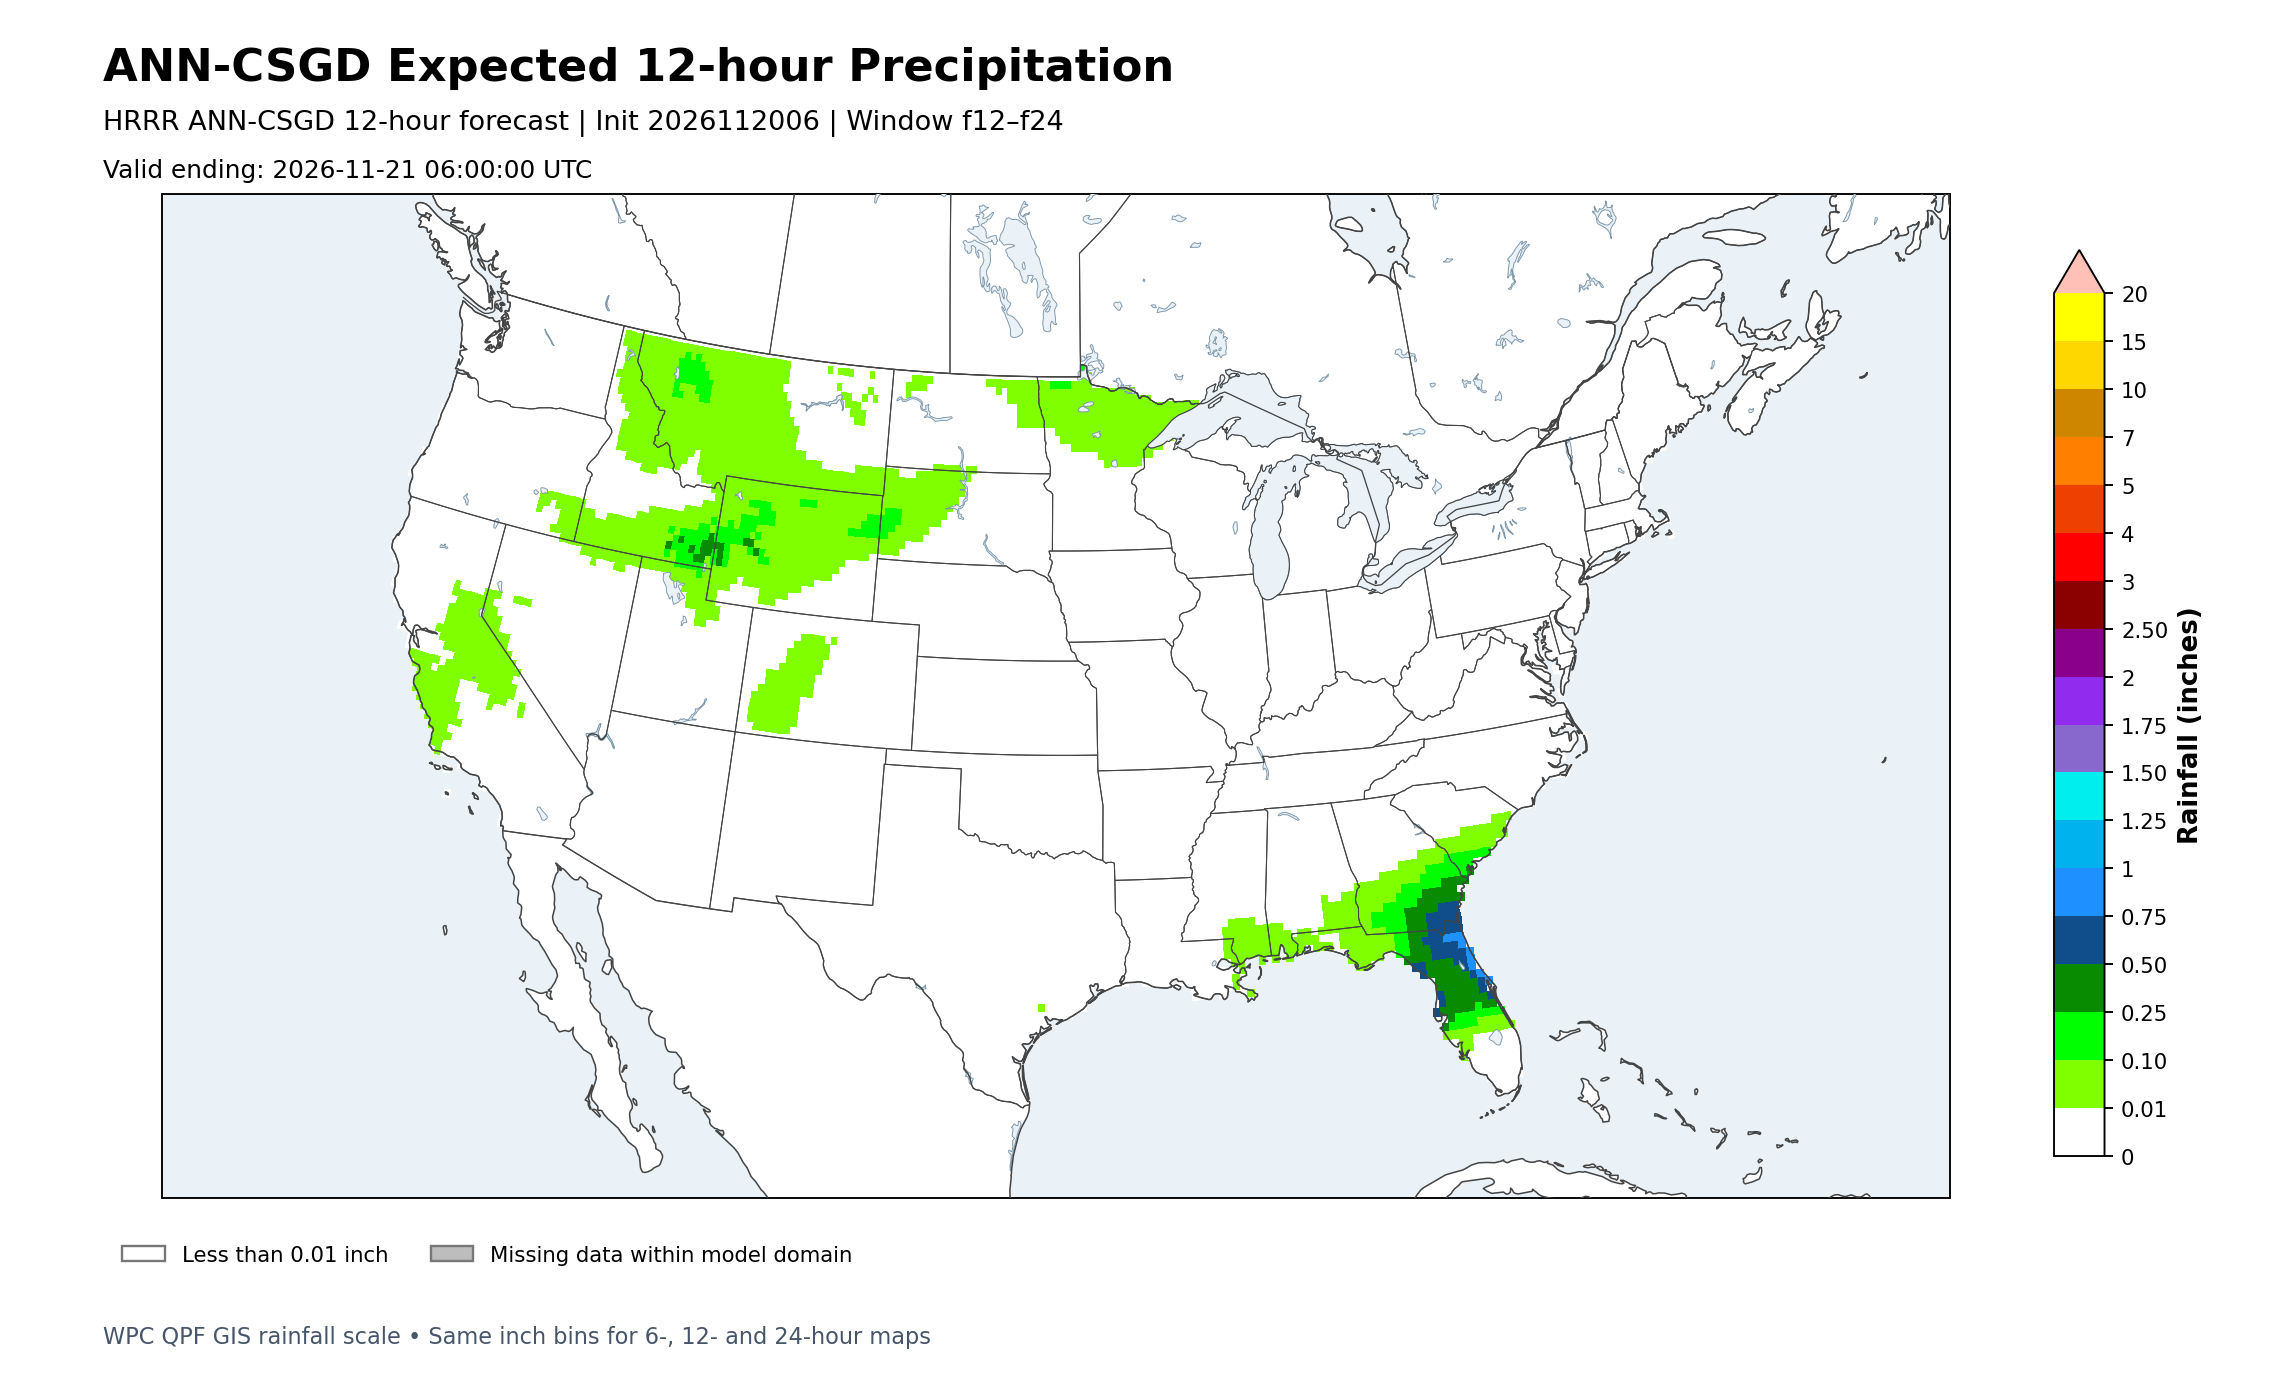 ANN-CSGD Expected 12-hour Precipitation
HRRR ANN-CSGD 12-hour forecast | Init 2026112006 | Window f12–f24
Valid ending: 2026-11-21 06:00:00 UTC
20
15
10
7
5
4
3
2.50
2
1.75
1.50
1.25
1
0.75
0.50
0.25
0.10
0.01
0
Rainfall (inches)
Less than 0.01 inch
Missing data within model domain
WPC QPF GIS rainfall scale • Same inch bins for 6-, 12- and 24-hour maps